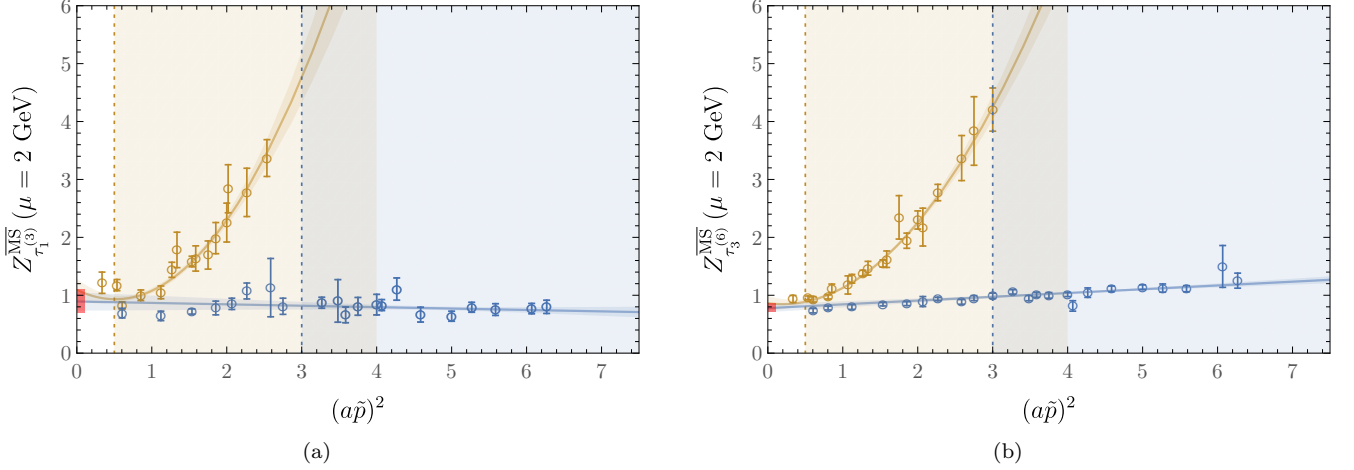 6
5
4
3
2
1
0
0 1 2 3 4 5 6 7
Z^{\overline{MS}}_{τ_1^{(3)}} (μ = 2 GeV)
(ap̃)²
(a)
6
5
4
3
2
1
0
0 1 2 3 4 5 6 7
Z^{\overline{MS}}_{τ_3^{(6)}} (μ = 2 GeV)
(ap̃)²
(b)